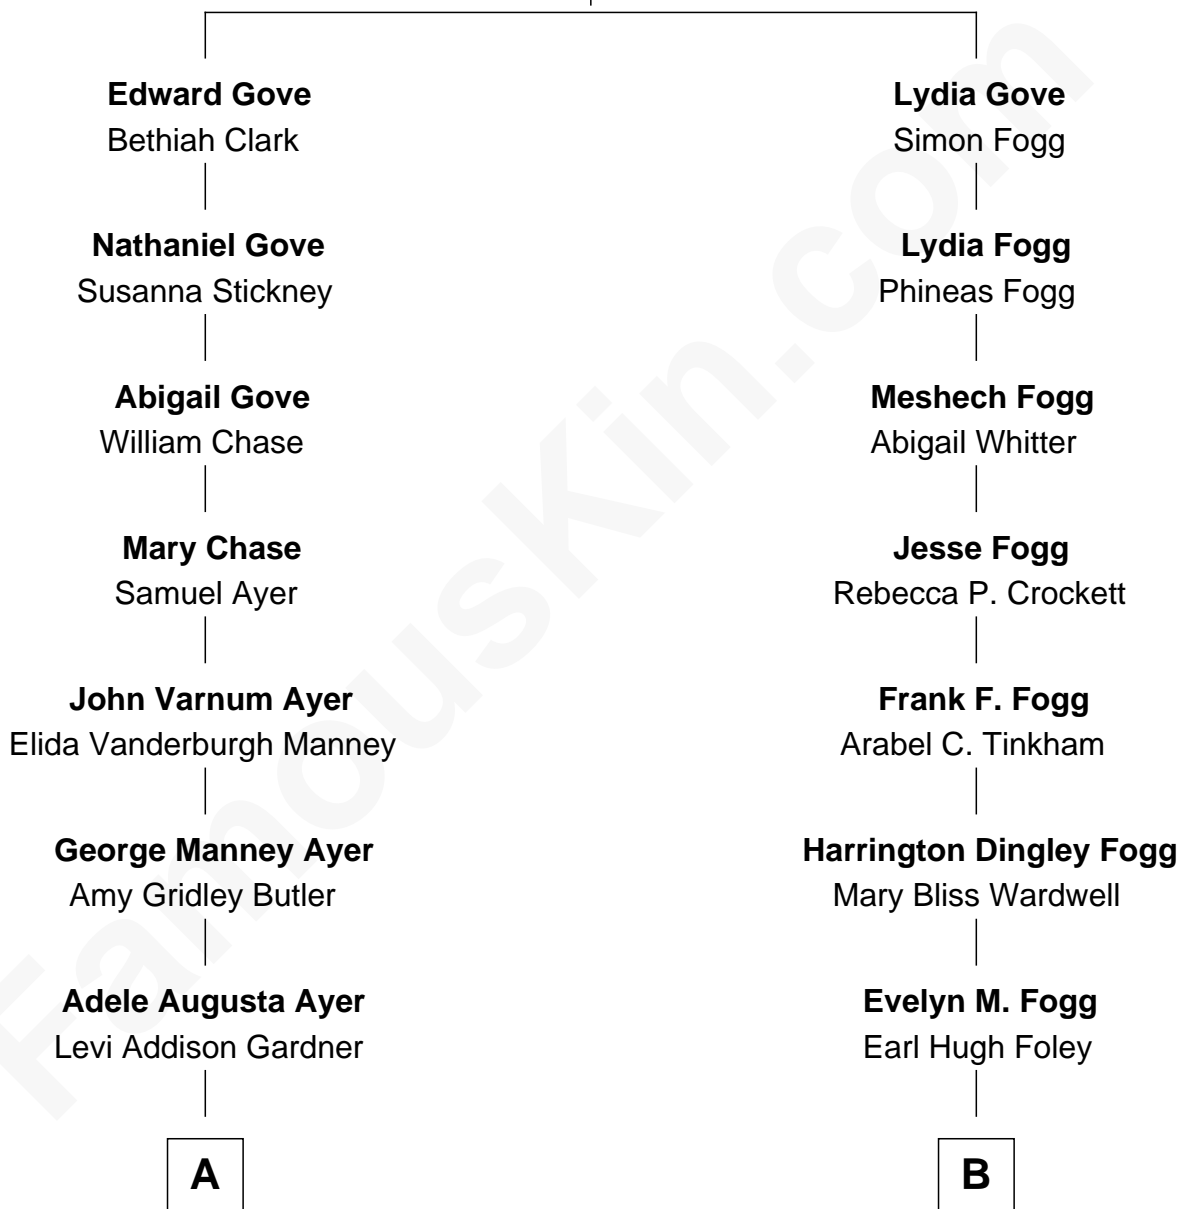 Edward Gove
Bethiah Clark
Nathaniel Gove
Susanna Stickney
Abigail Gove
William Chase
Mary Chase
Samuel Ayer
John Varnum Ayer
Elida Vanderburgh Manney
George Manney Ayer
Amy Gridley Butler
Adele Augusta Ayer
Levi Addison Gardner
A
Lydia Gove
Simon Fogg
Lydia Fogg
Phineas Fogg
Meshech Fogg
Abigail Whitter
Jesse Fogg
Rebecca P. Crockett
Frank F. Fogg
Arabel C. Tinkham
Harrington Dingley Fogg
Mary Bliss Wardwell
Evelyn M. Fogg
Earl Hugh Foley
B
FamousKin.com